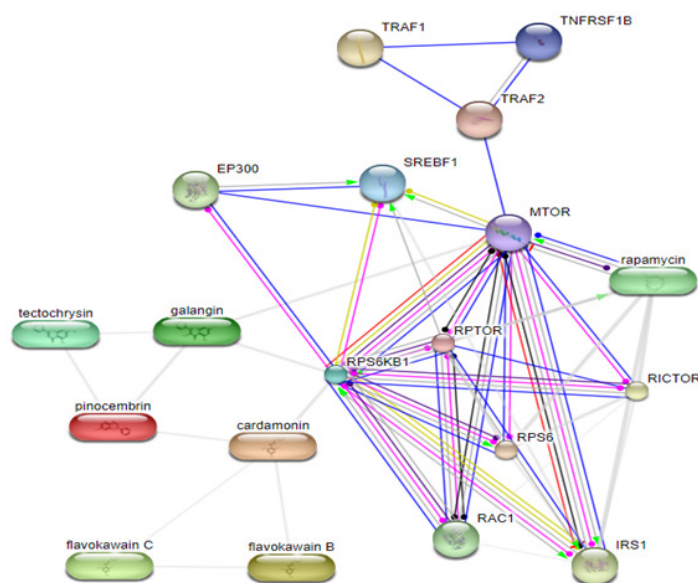 TRAF1
TNFRSF1B
TRAF2
EP300
SREBF1
MTOR
rapamycin
tectochrysin
galangin
RPTOR
RPS6KB1
RICTOR
pinocembrin
cardamonin
RPS6
RAC1
IRS1
flavokawain C
flavokawain B